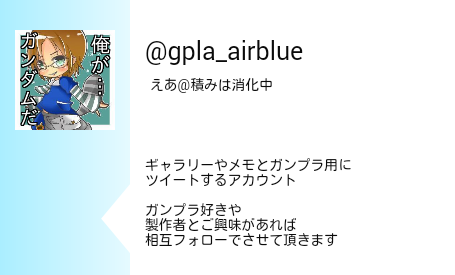 俺が…
ガンダムだ
@gpla_airblue
えあ@積みは消化中
ギャラリーやメモとガンプラ用に
ツイートするアカウント
ガンプラ好きや
製作者とご興味があれば
相互フォローでさせて頂きます